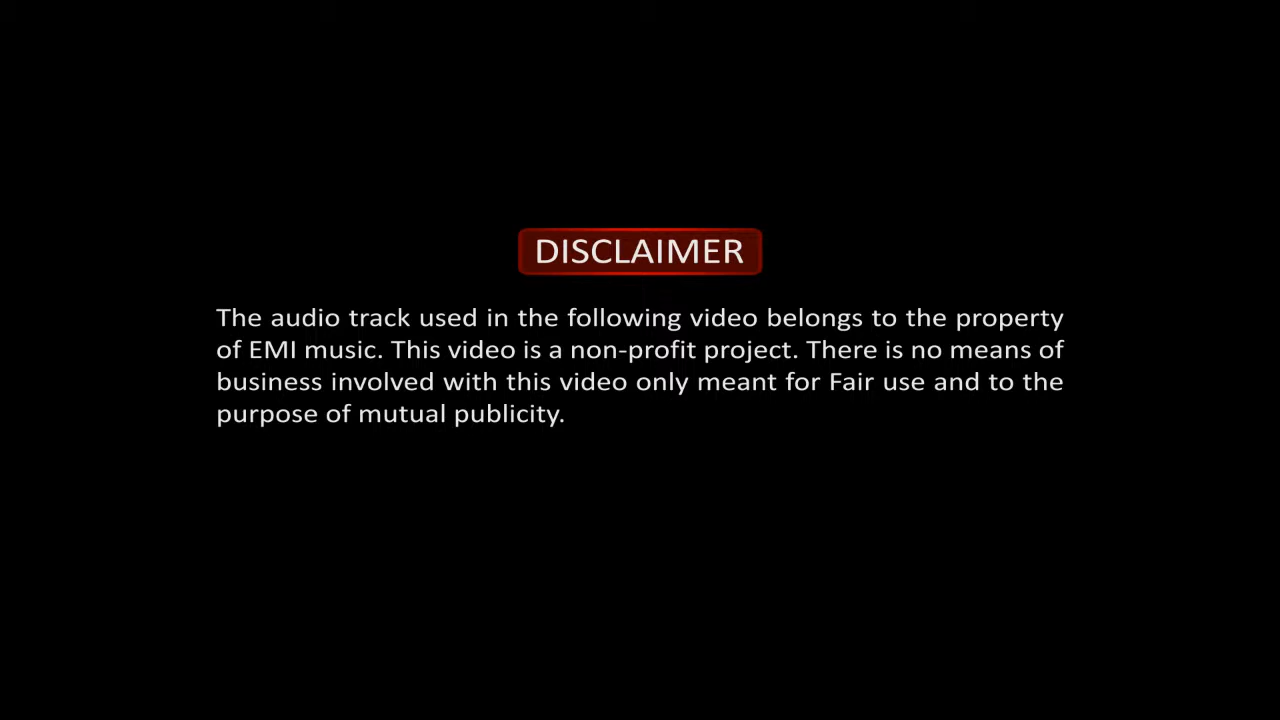 DISCLAIMER
The audio track used in the following video belongs to the property
of EMI music. This video is a non-profit project. There is no means of
business involved with this video only meant for Fair use and to the
purpose of mutual publicity.